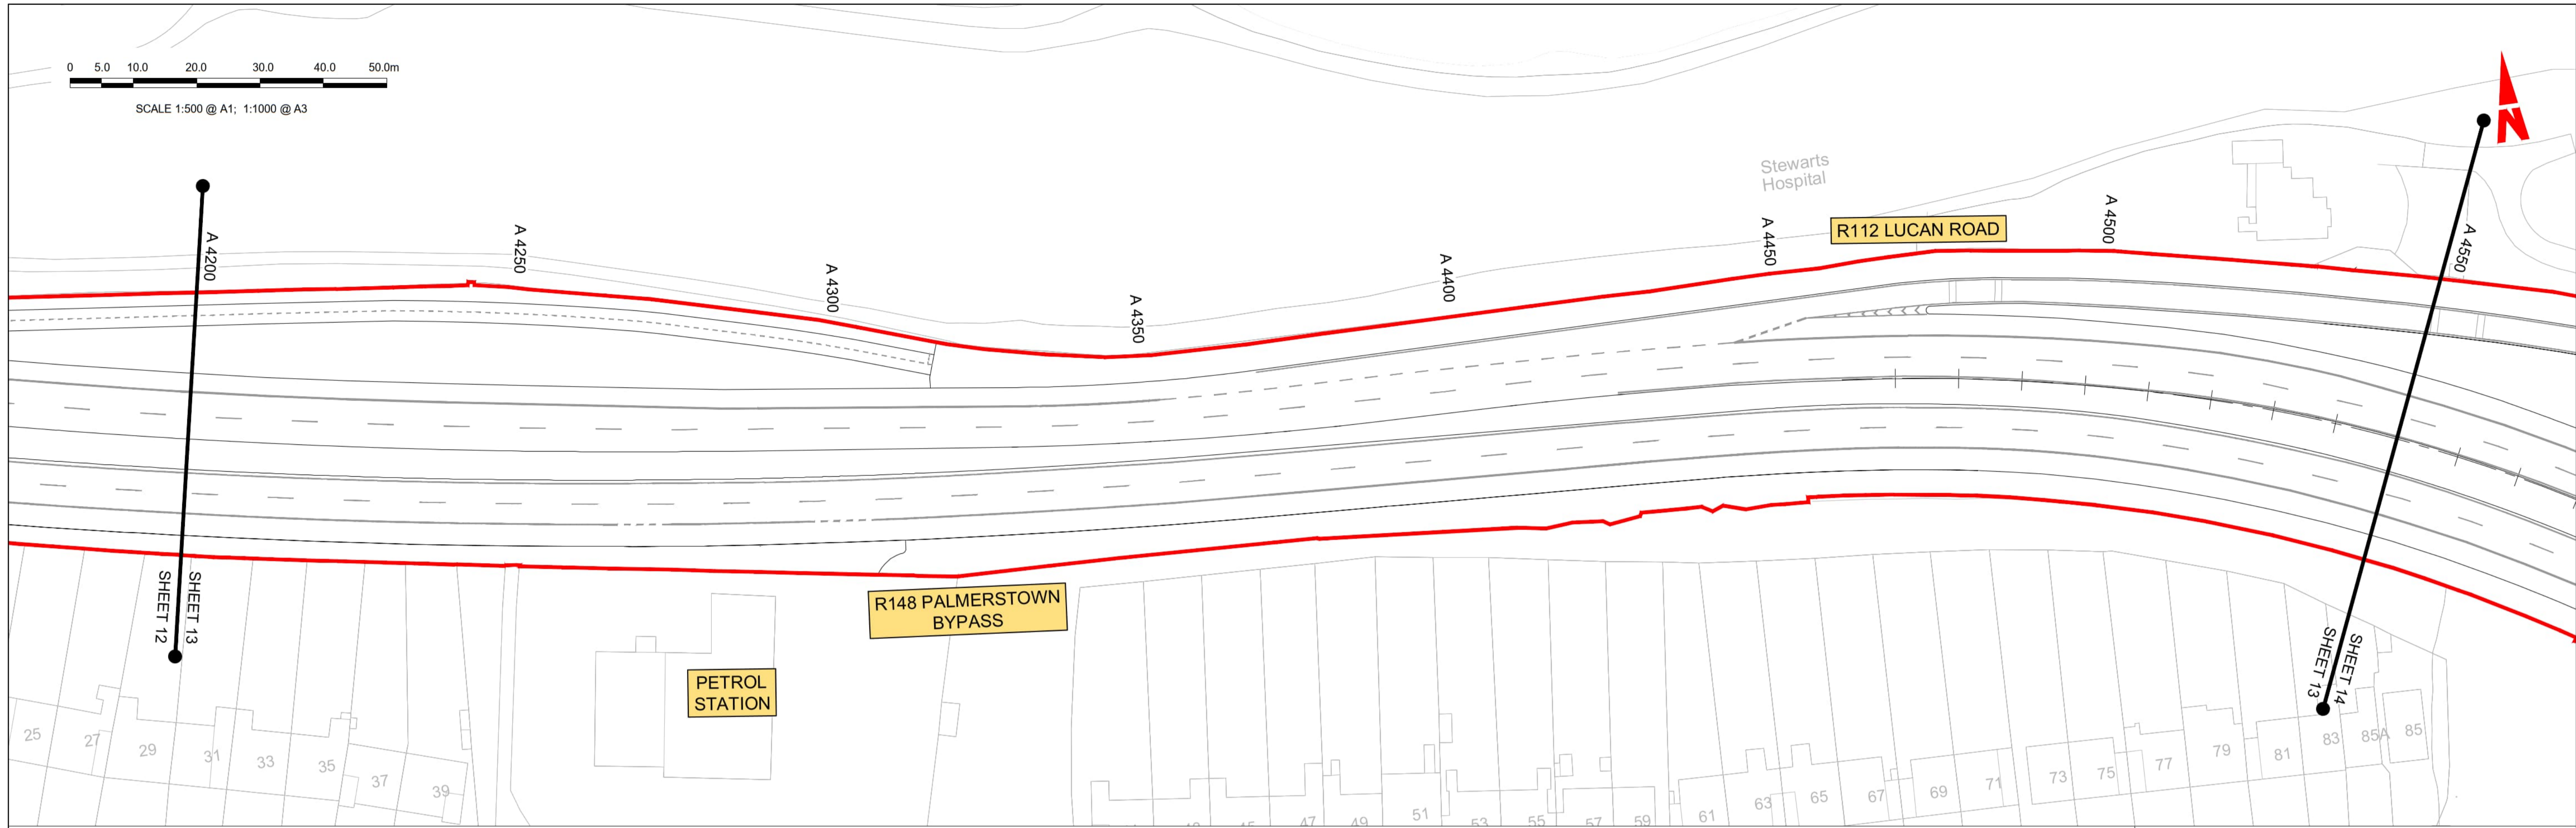 0 5.0 10.0 20.0 30.0 40.0 50.0m
SCALE 1:500 @ A1; 1:1000 @ A3
N
Stewarts
Hospital
R112 LUCAN ROAD
A 4200
A 4250
A 4300
A 4350
A 4400
A 4450
A 4500
A 4550
SHEET 12
SHEET 13
R148 PALMERSTOWN
BYPASS
PETROL
STATION
SHEET 13
SHEET 14
25
27
29
31
33
35
37
39
47
49
51
53
55
57
59
61
63
65
67
69
71
73
75
77
79
81
83
85A
85